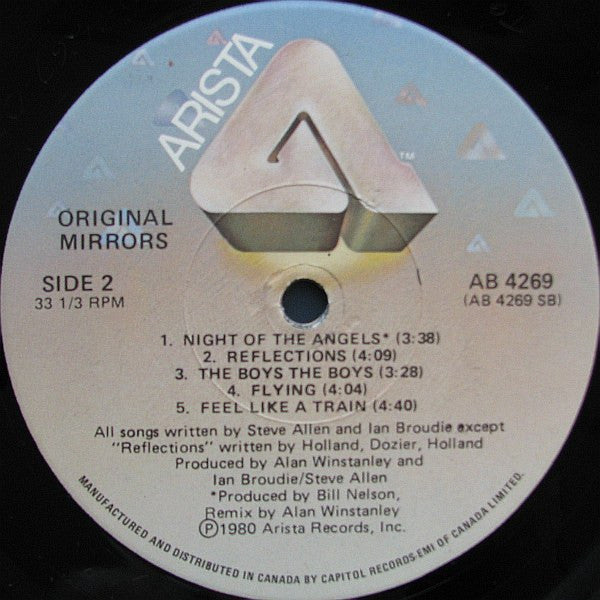 ARISTA
TM
ORIGINAL
MIRRORS
SIDE 2
33 1/3 RPM
AB 4269
(AB 4269 SB)
1. NIGHT OF THE ANGELS* (3:38)
2. REFLECTIONS (4:09)
3. THE BOYS THE BOYS (3:28)
4. FLYING (4:04)
5. FEEL LIKE A TRAIN (4:40)
All songs written by Steve Allen and Ian Broudie except
"Reflections" written by Holland, Dozier, Holland
Produced by Alan Winstanley and
Ian Broudie/Steve Allen
*Produced by Bill Nelson,
Remix by Alan Winstanley
Ⓟ1980 Arista Records, Inc.
MANUFACTURED AND DISTRIBUTED IN CANADA BY CAPITOL RECORDS-EMI OF CANADA LIMITED.